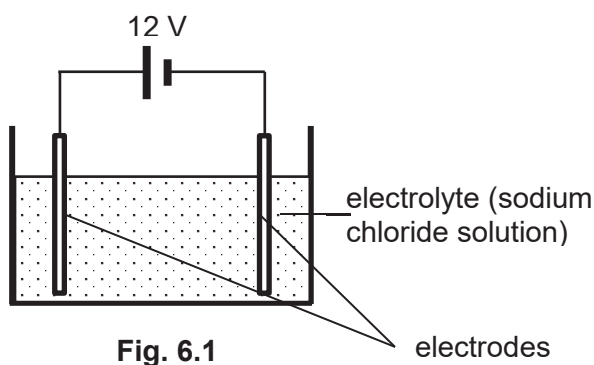 12 V
electrolyte (sodium
chloride solution)
electrodes
Fig. 6.1